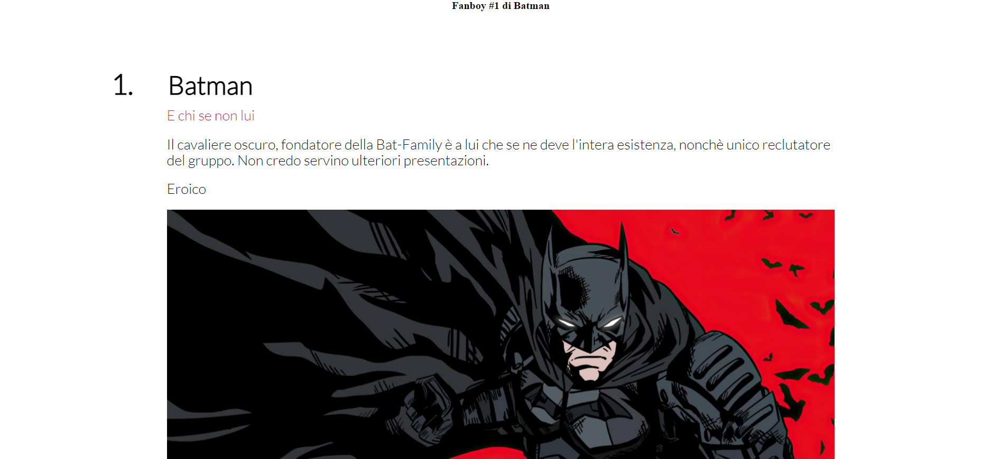 Fanboy #1 di Batman
1. Batman
E chi se non lui
Il cavaliere oscuro, fondatore della Bat-Family è a lui che se ne deve l'intera esistenza, nonchè unico reclutatore
del gruppo. Non credo servino ulteriori presentazioni.
Eroico